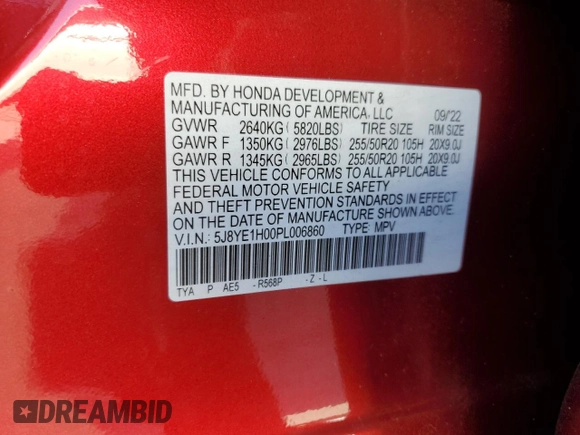 MFD. BY HONDA DEVELOPMENT &
MANUFACTURING OF AMERICA, LLC 09/'22
GVWR 2640KG ( 5820LBS) TIRE SIZE RIM SIZE
GAWR F 1350KG ( 2976LBS) 255/50R20 105H 20X9.0J
GAWR R 1345KG ( 2965LBS) 255/50R20 105H 20X9.0J
THIS VEHICLE CONFORMS TO ALL APPLICABLE
FEDERAL MOTOR VEHICLE SAFETY
AND THEFT PREVENTION STANDARDS IN EFFECT
ON THE DATE OF MANUFACTURE SHOWN ABOVE.
V.I.N.: 5J8YE1H00PL006860 TYPE: MPV
TYA P AE5 - R568P - Z - L
DREAMBID